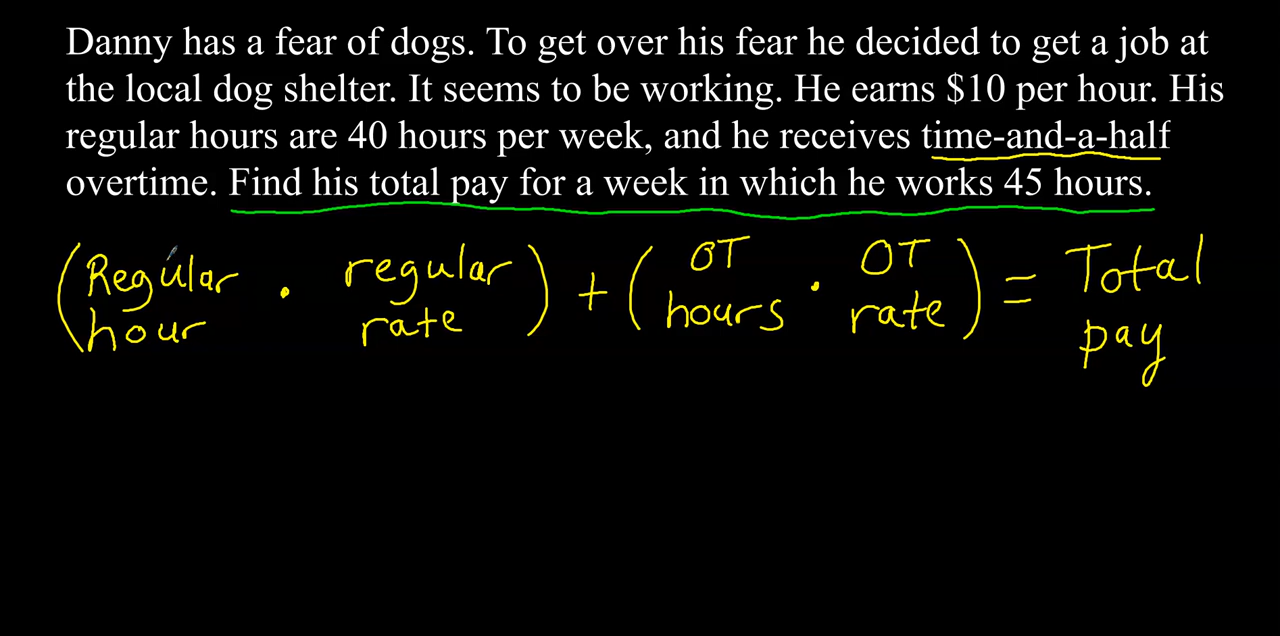 Danny has a fear of dogs. To get over his fear he decided to get a job at
the local dog shelter. It seems to be working. He earns $10 per hour. His
regular hours are 40 hours per week, and he receives time-and-a-half
overtime. Find his total pay for a week in which he works 45 hours.
(Regular hour · regular rate) + (OT hours · OT rate) = Total pay